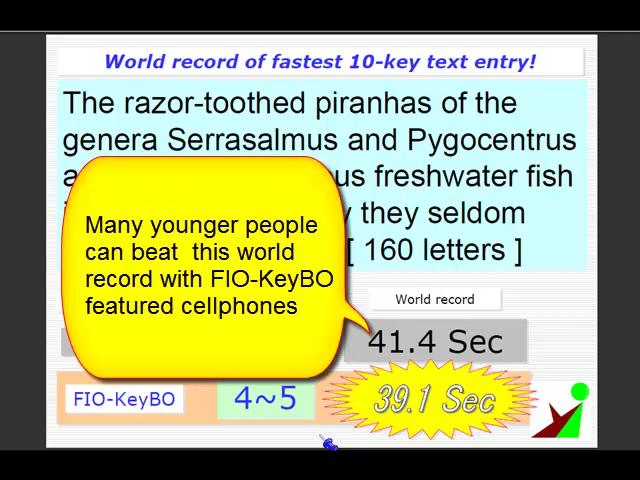 World record of fastest 10-key text entry!
The razor-toothed piranhas of the
genera Serrasalmus and Pygocentrus
freshwater fish
they seldom
[ 160 letters ]
Many younger people
can beat this world
record with FIO-KeyBO
featured cellphones
World record
41.4 Sec
FIO-KeyBO
4~5
39.1 Sec